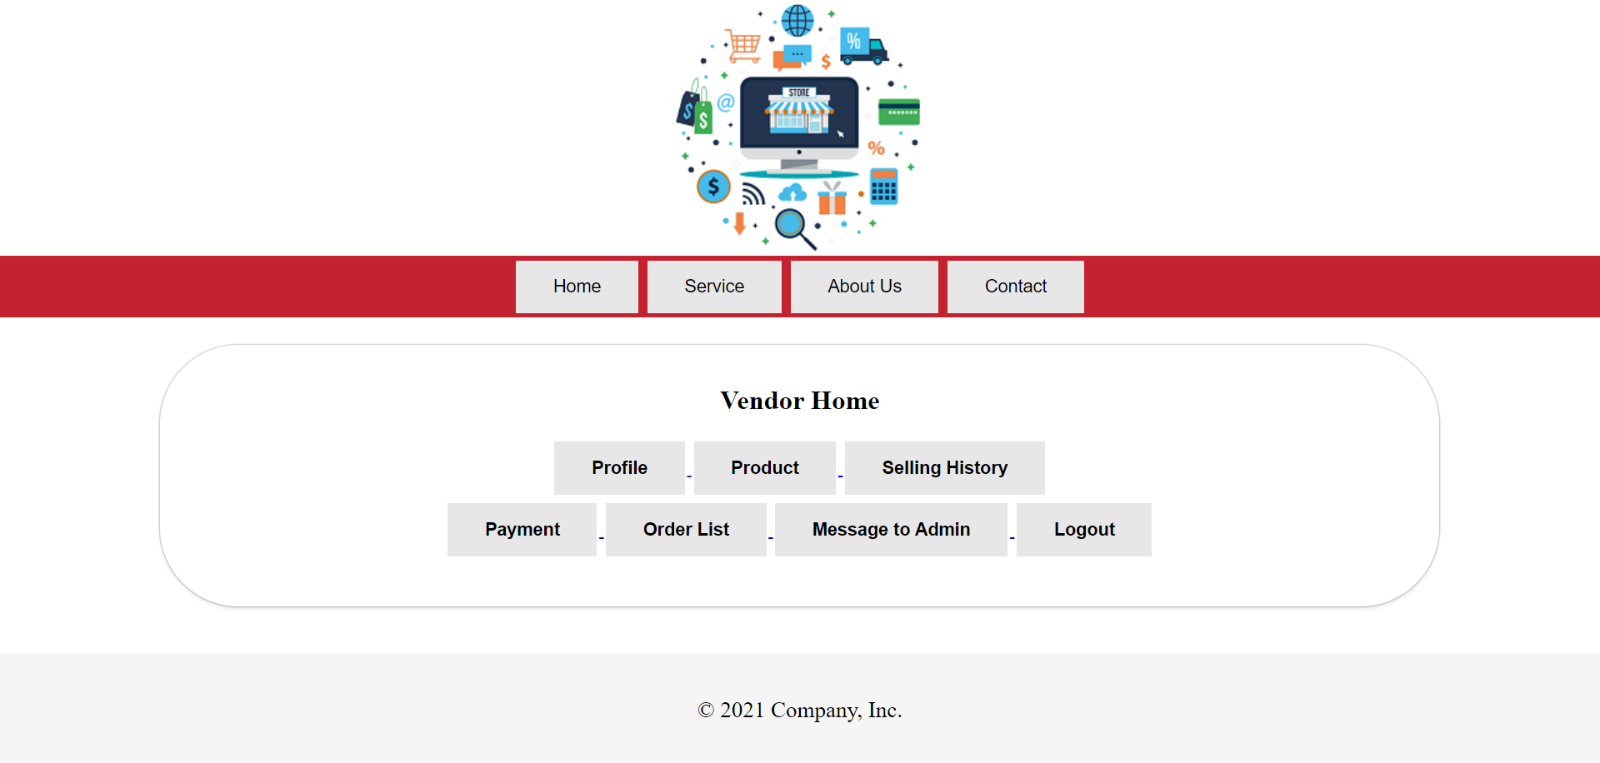 %
$
STORE
$
@
$
%
$
Home Service About Us Contact
Vendor Home
Profile Product Selling History
Payment Order List Message to Admin Logout
© 2021 Company, Inc.